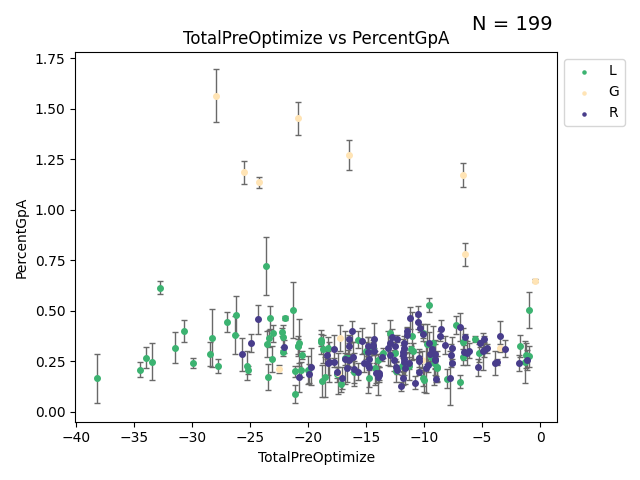 N = 199
TotalPreOptimize vs PercentGpA
1.75
1.50
1.25
1.00
0.75
0.50
0.25
0.00
PercentGpA
−40
−35
−30
−25
−20
−15
−10
−5
0
TotalPreOptimize
L
G
R